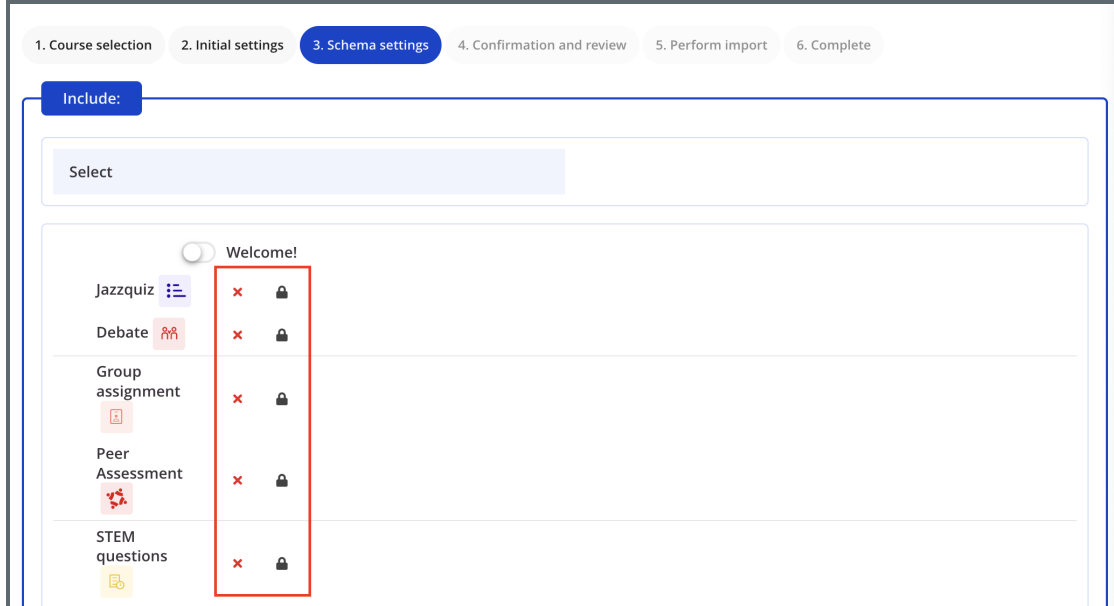 1. Course selection 2. Initial settings 3. Schema settings 4. Confirmation and review 5. Perform import 6. Complete
Include:
Select
Welcome!
Jazzquiz
Debate
Group
assignment
Peer
Assessment
STEM
questions